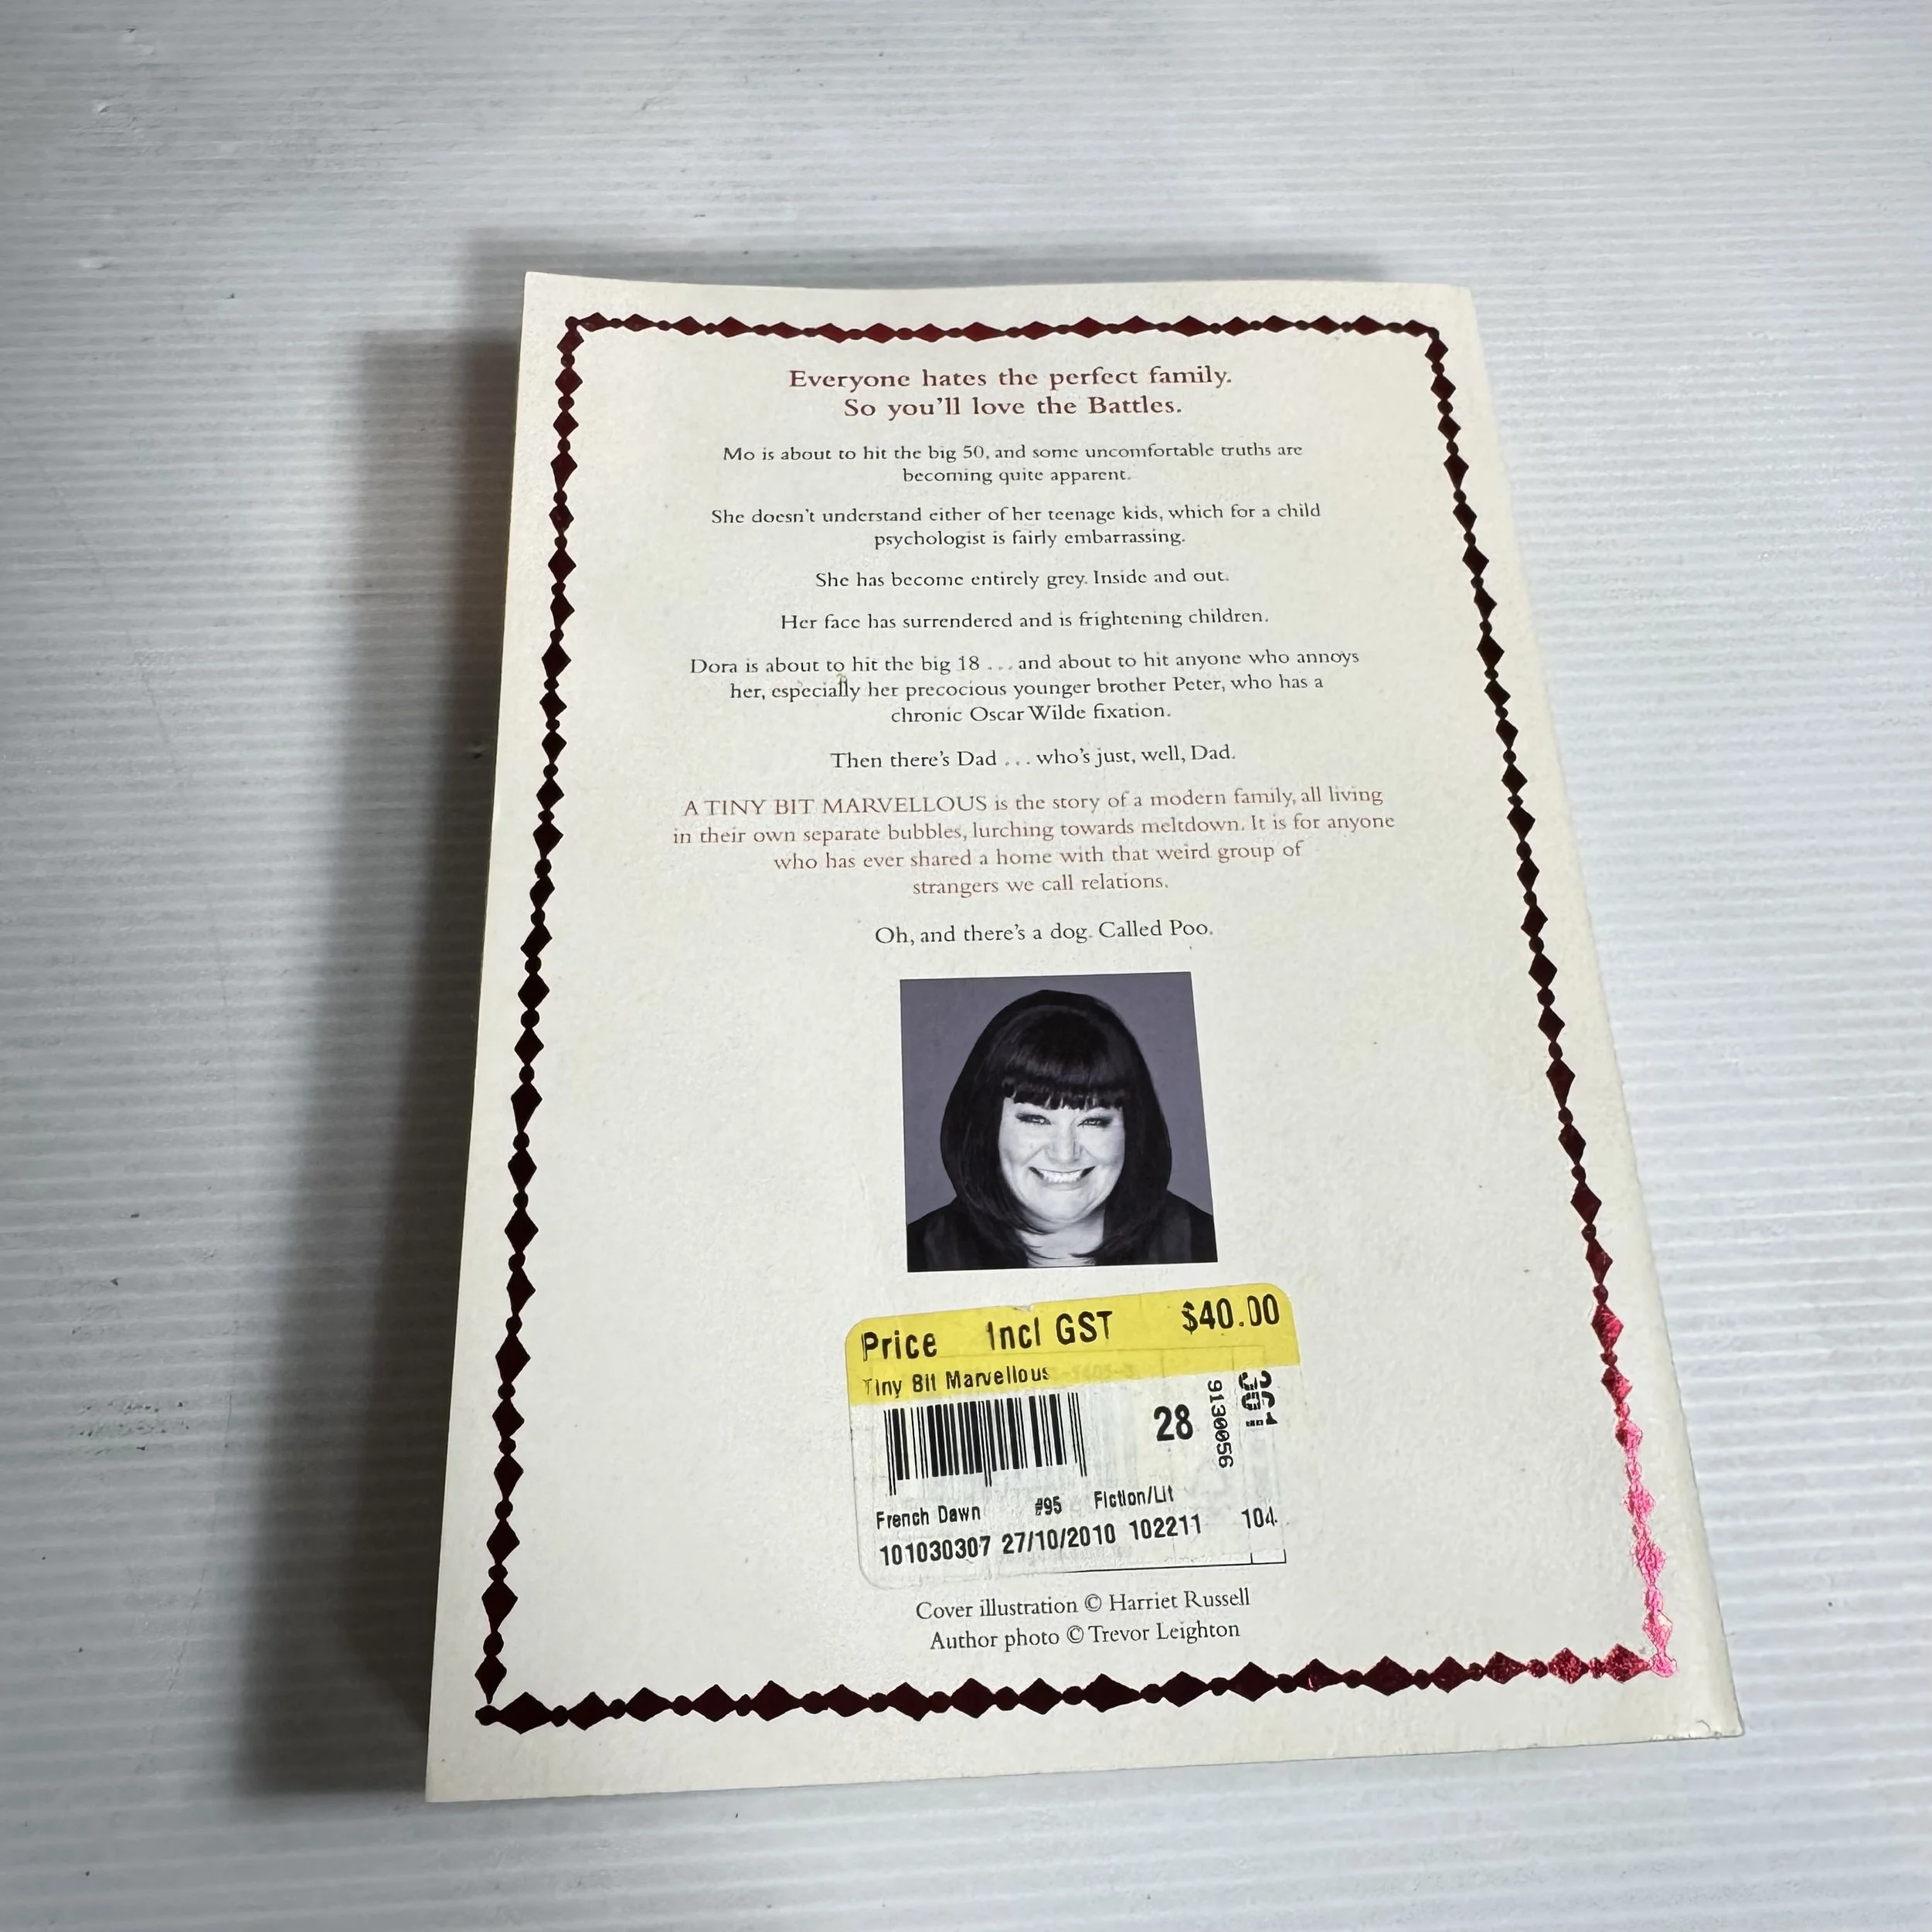 Everyone hates the perfect family.
So you'll love the Battles.
Mo is about to hit the big 50, and some uncomfortable truths are
becoming quite apparent.
She doesn't understand either of her teenage kids, which for a child
psychologist is fairly embarrassing.
She has become entirely grey. Inside and out.
Her face has surrendered and is frightening children.
Dora is about to hit the big 18 ... and about to hit anyone who annoys
her, especially her precocious younger brother Peter, who has a
chronic Oscar Wilde fixation.
Then there's Dad ... who's just, well, Dad.
A TINY BIT MARVELLOUS is the story of a modern family, all living
in their own separate bubbles, lurching towards meltdown. It is for anyone
who has ever shared a home with that weird group of
strangers we call relations.
Oh, and there's a dog. Called Poo.
Price Incl GST $40.00
Tiny Bit Marvellous
28
9130056
361
French Dawn #95 Fiction/Lit
101030307 27/10/2010 102211 104
Cover illustration © Harriet Russell
Author photo © Trevor Leighton